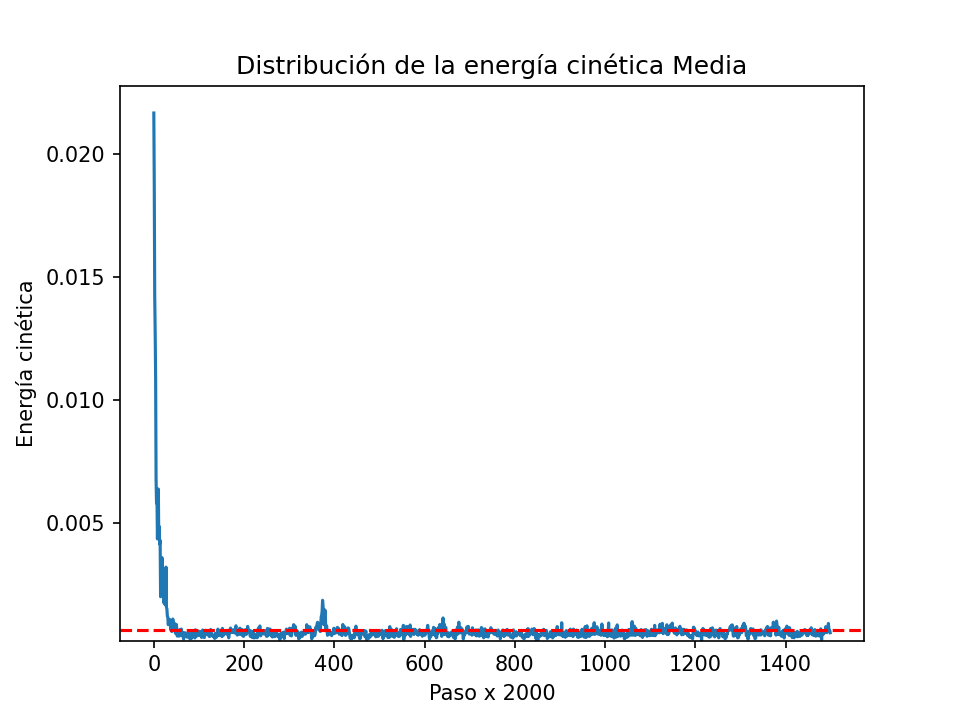 Distribución de la energía cinética Media
0.020
0.015
0.010
0.005
Energía cinética
0 200 400 600 800 1000 1200 1400
Paso x 2000